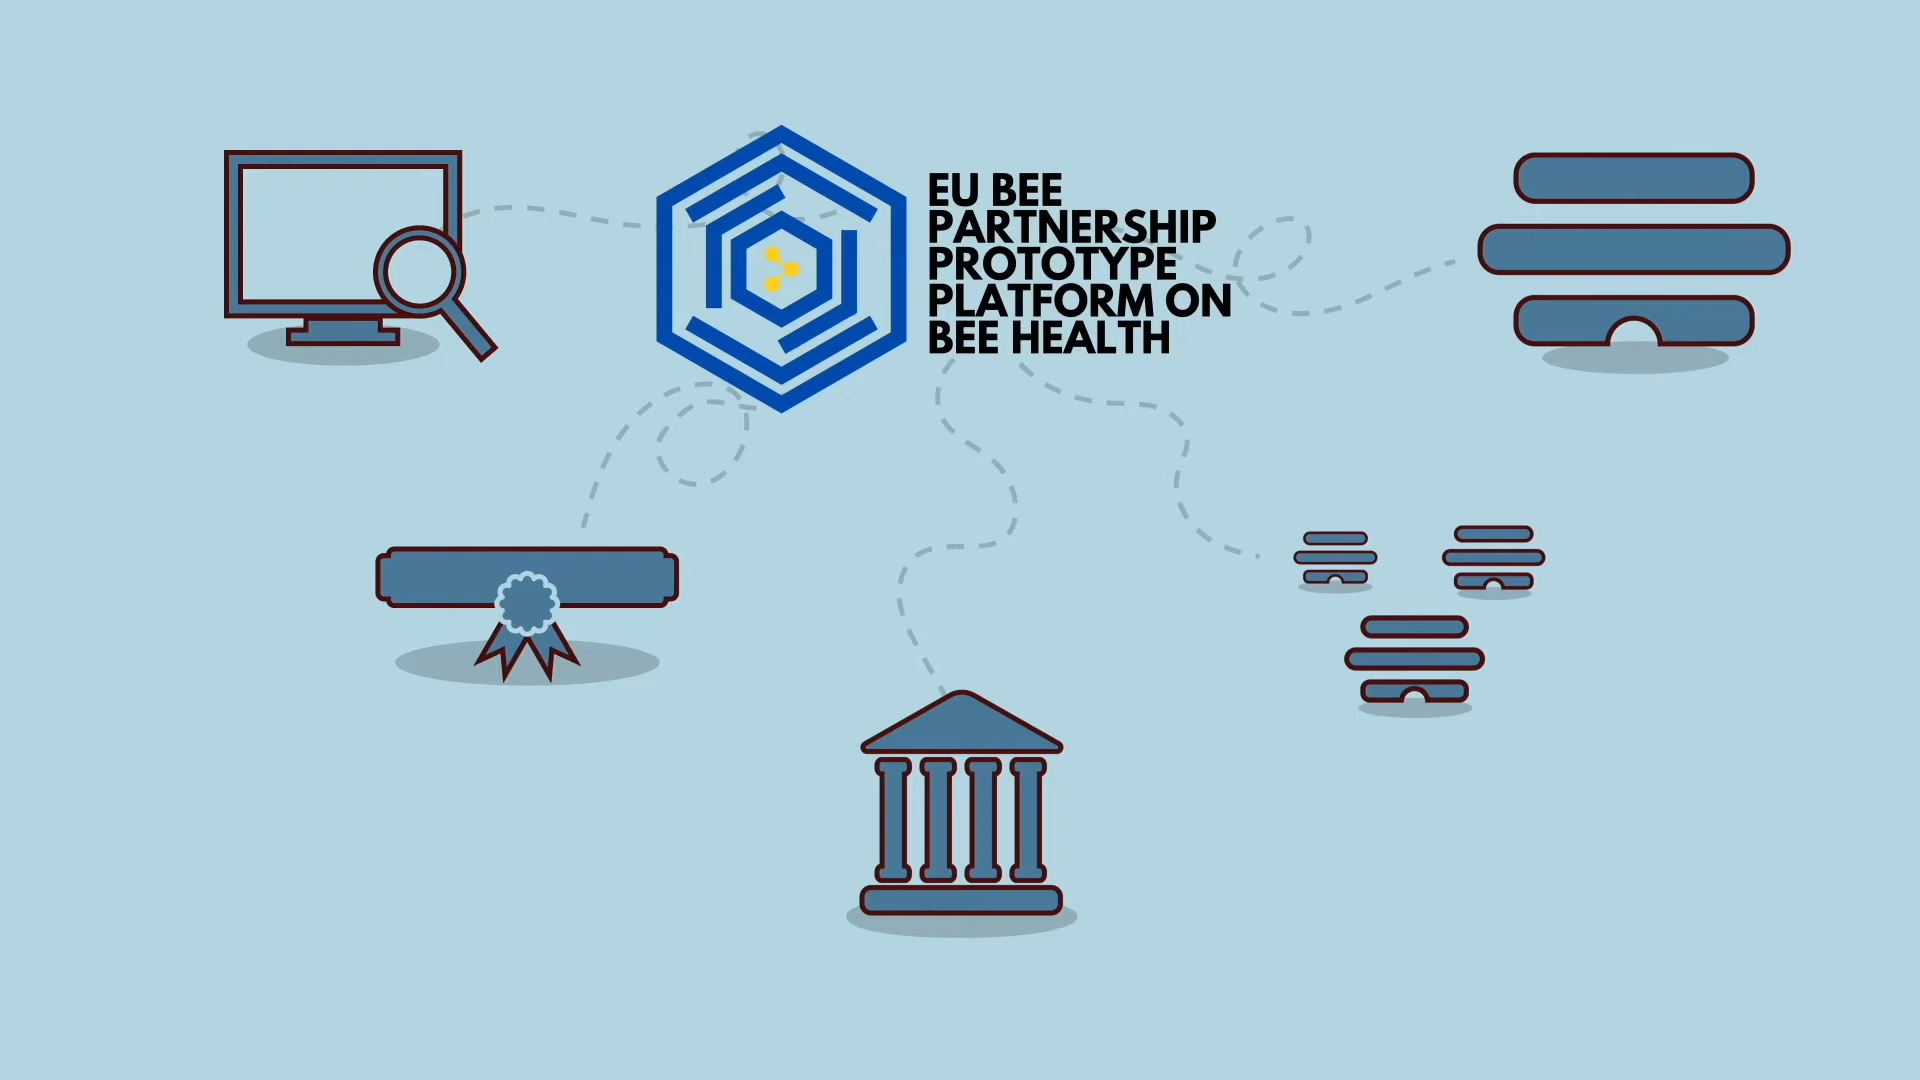 EU BEE
PARTNERSHIP
PROTOTYPE
PLATFORM ON
BEE HEALTH